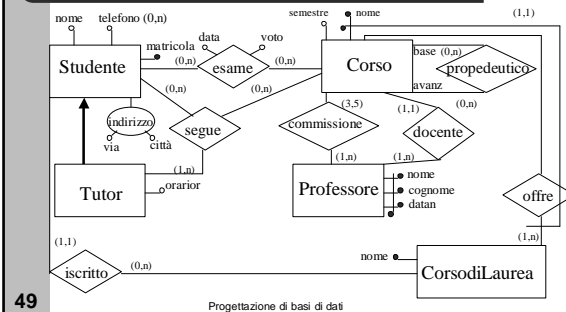 semestre
nome
(1,1)
nome
telefono (0,n)
matricola
data
voto
base (0,n)
Studente
(0,n)
esame
(0,n)
Corso
propedeutico
avanz
(0,n)
(0,n)
(3,5)
(1,1)
(0,n)
indirizzo
segue
commissione
docente
via
città
(1,n)
(1,n)
(1,n)
Tutor
orarior
Professore
nome
cognome
datan
offre
(1,1)
(1,n)
nome
iscritto
(0,n)
CorsodiLaurea
49
Progettazione di basi di dati